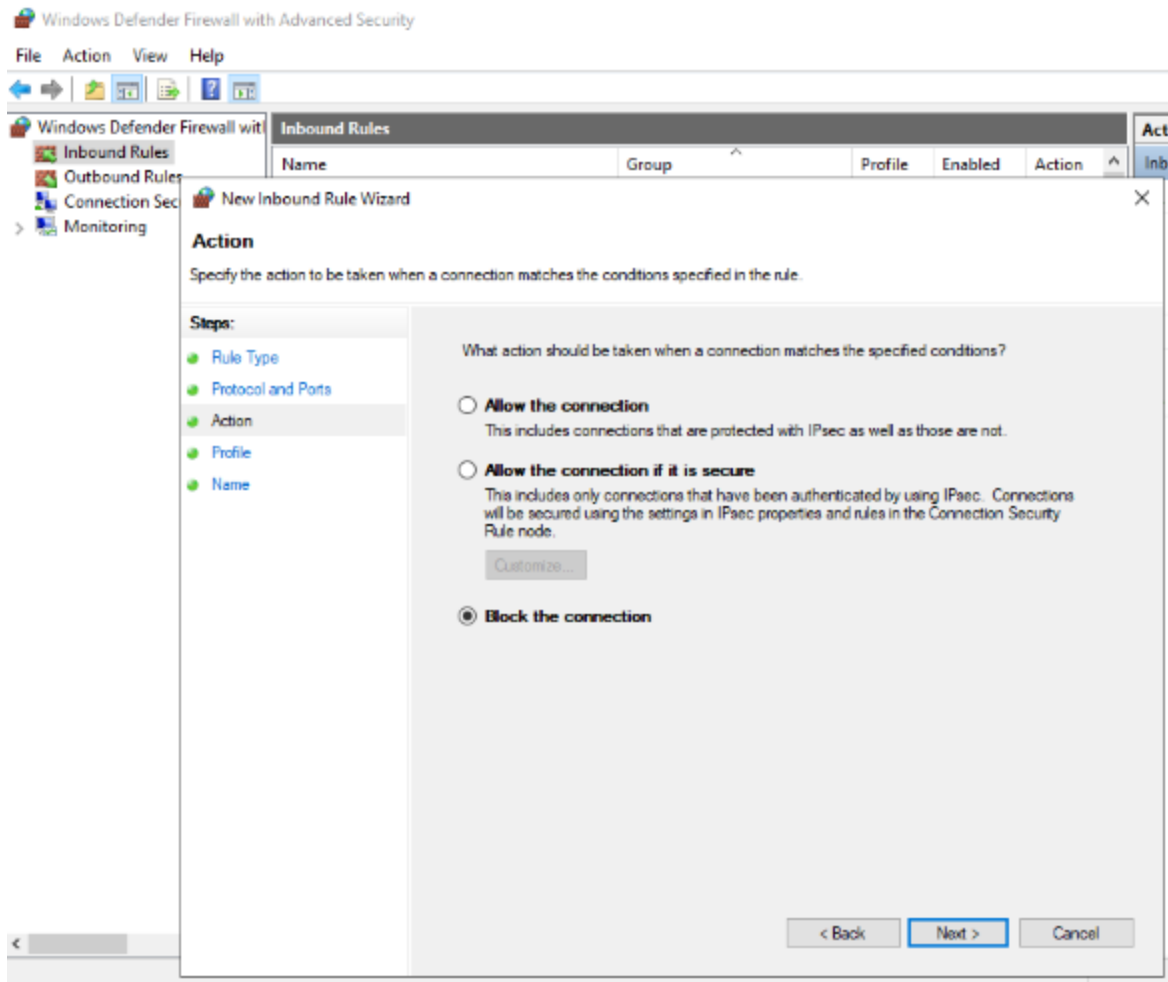 Windows Defender Firewall with Advanced Security
File Action View Help
Windows Defender Firewall wit
Inbound Rules
Outbound Rules
Connection Sec
Monitoring
Inbound Rules
Name Group Profile Enabled Action
Act
Inb
New Inbound Rule Wizard
Action
Specify the action to be taken when a connection matches the conditions specified in the rule.
Steps:
Rule Type
Protocol and Ports
Action
Profile
Name
What action should be taken when a connection matches the specified conditions?
Allow the connection
This includes connections that are protected with IPsec as well as those are not.
Allow the connection if it is secure
This includes only connections that have been authenticated by using IPsec. Connections
will be secured using the settings in IPsec properties and rules in the Connection Security
Rule node.
Customize...
Block the connection
< Back Next > Cancel